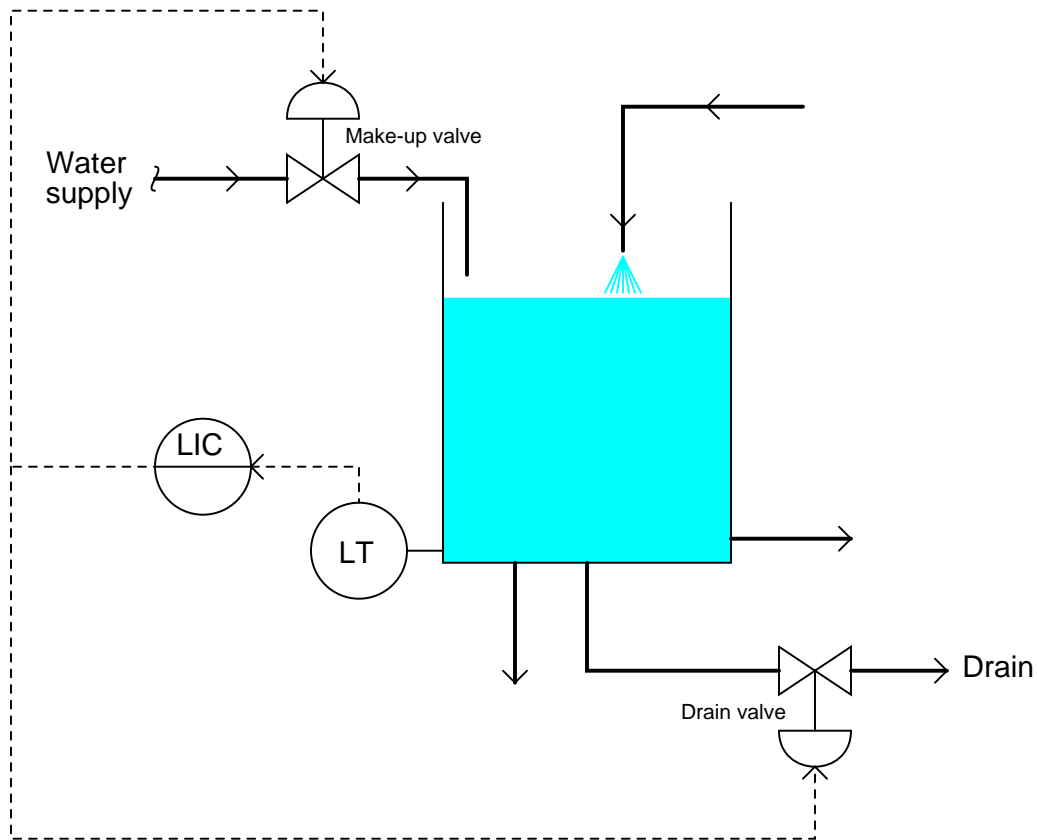 Make-up valve
Water
supply
LIC
LT
Drain
Drain valve